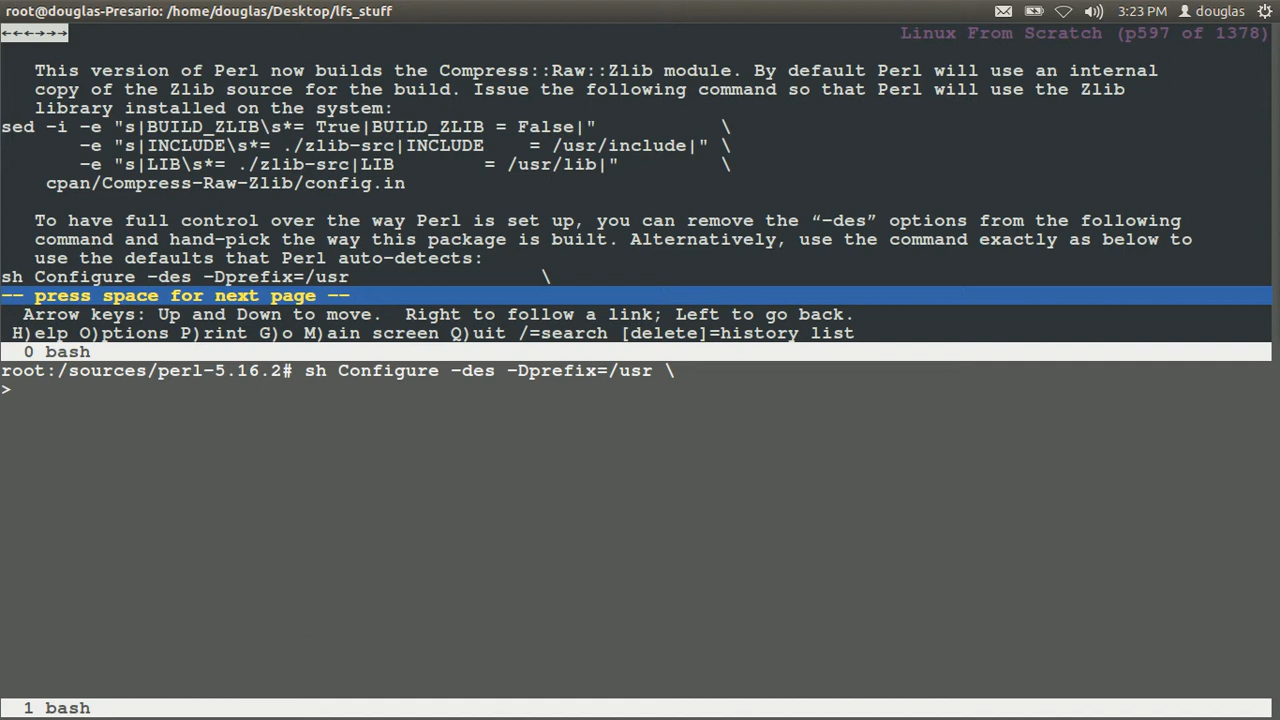 root@douglas-Presario: /home/douglas/Desktop/lfs_stuff 3:23 PM douglas
←←←→→→ Linux From Scratch (p597 of 1378)
This version of Perl now builds the Compress::Raw::Zlib module. By default Perl will use an internal
copy of the Zlib source for the build. Issue the following command so that Perl will use the Zlib
library installed on the system:
sed -i -e "s|BUILD_ZLIB\s*= True|BUILD_ZLIB = False|" \
-e "s|INCLUDE\s*= ./zlib-src|INCLUDE = /usr/include|" \
-e "s|LIB\s*= ./zlib-src|LIB = /usr/lib|" \
cpan/Compress-Raw-Zlib/config.in
To have full control over the way Perl is set up, you can remove the “-des” options from the following
command and hand-pick the way this package is built. Alternatively, use the command exactly as below to
use the defaults that Perl auto-detects:
sh Configure -des -Dprefix=/usr \
-- press space for next page --
Arrow keys: Up and Down to move. Right to follow a link; Left to go back.
H)elp O)ptions P)rint G)o M)ain screen Q)uit /=search [delete]=history list
0 bash
root:/sources/perl-5.16.2# sh Configure -des -Dprefix=/usr \
>
1 bash